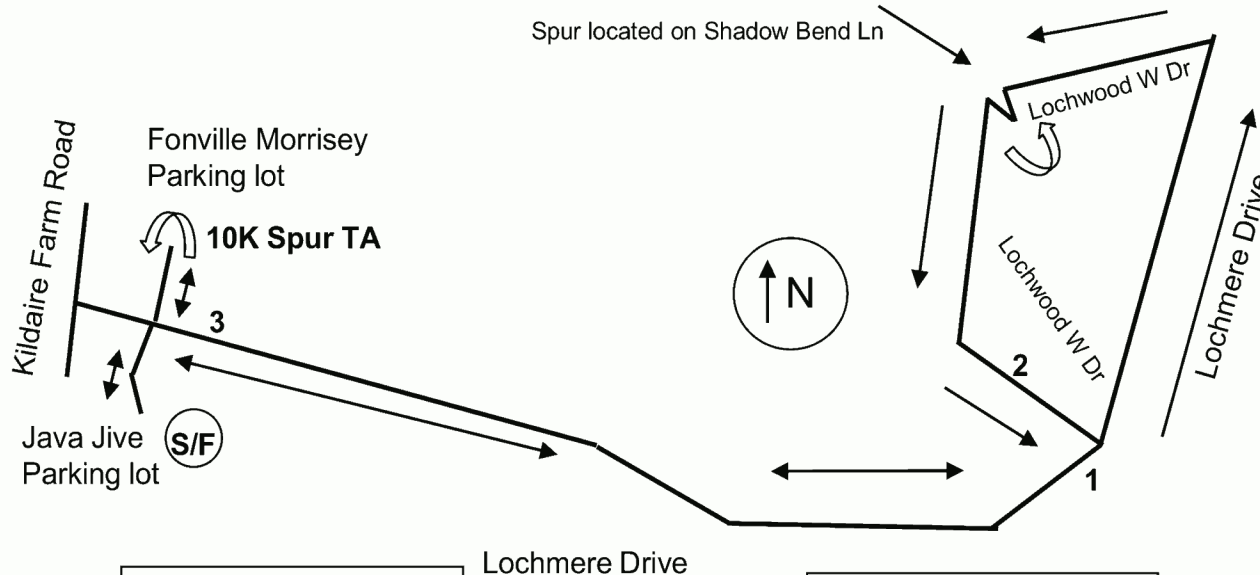 Spur located on Shadow Bend Ln
Lochwood W Dr
Fonville Morrisey
Parking lot
Kildaire Farm Road
10K Spur TA
N
3
Lochwood W Dr
Lochmere Drive
2
Java Jive
Parking lot
S/F
1
Lochmere Drive